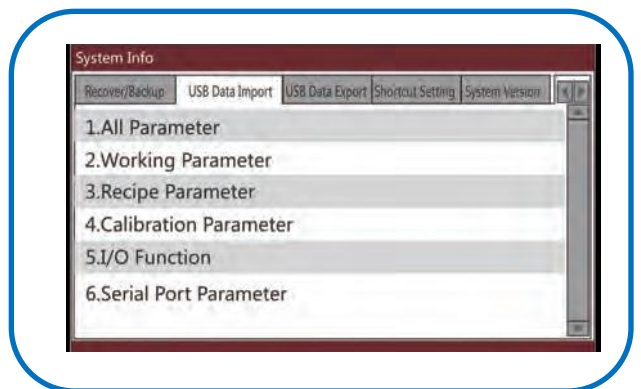 System Info
Recover/Backup USB Data Import USB Data Export Shortcut Setting System Version
1.All Parameter
2.Working Parameter
3.Recipe Parameter
4.Calibration Parameter
5.I/O Function
6.Serial Port Parameter